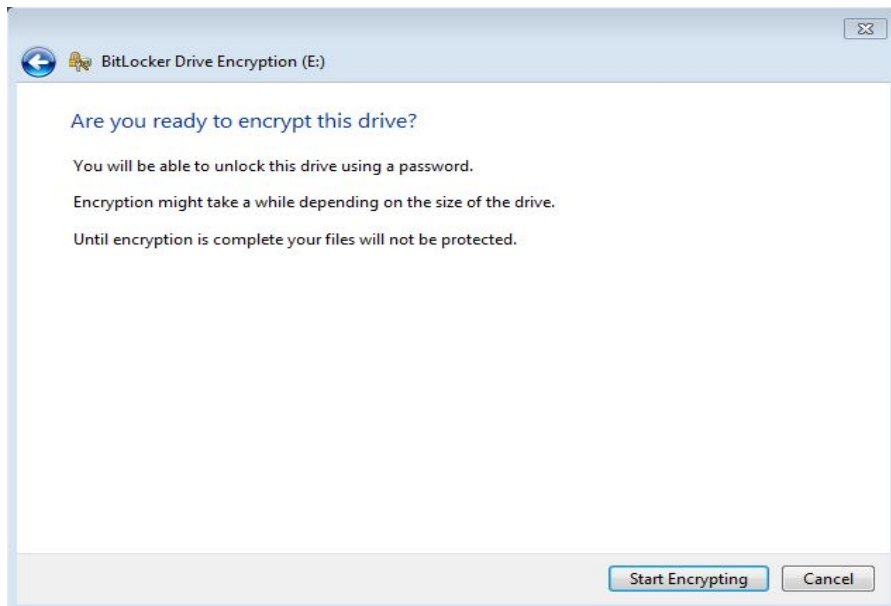 BitLocker Drive Encryption (E:)
Are you ready to encrypt this drive?
You will be able to unlock this drive using a password.
Encryption might take a while depending on the size of the drive.
Until encryption is complete your files will not be protected.
Start Encrypting
Cancel